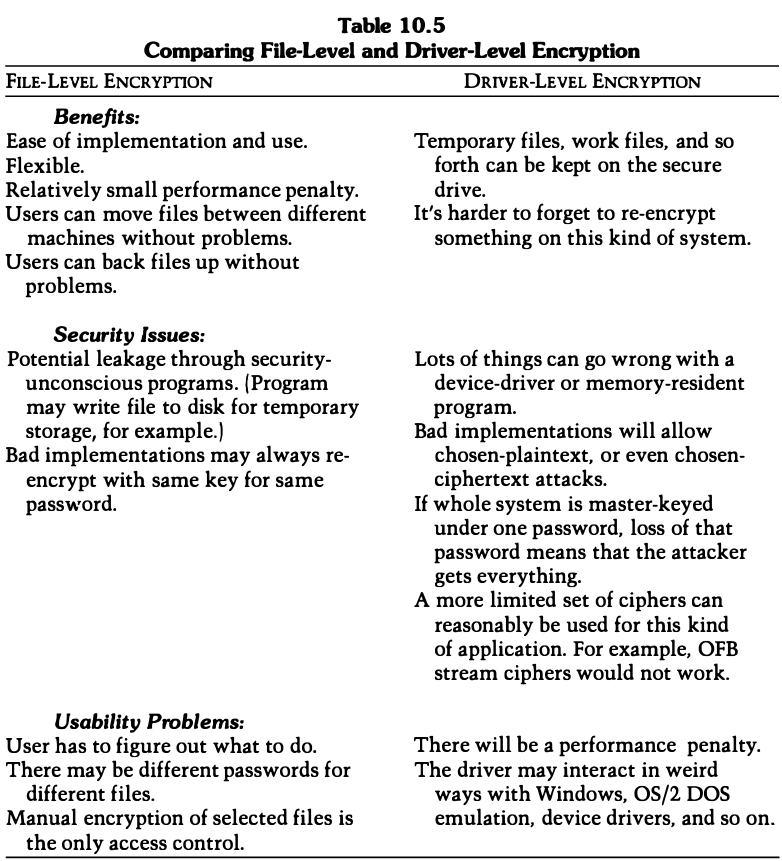 Table 10.5
Comparing File-Level and Driver-Level Encryption
FILE-LEVEL ENCRYPTION
DRIVER-LEVEL ENCRYPTION
Benefits:
Ease of implementation and use.
Flexible.
Relatively small performance penalty.
Users can move files between different
machines without problems.
Users can back files up without
problems.
Temporary files, work files, and so
forth can be kept on the secure
drive.
It's harder to forget to re-encrypt
something on this kind of system.
Security Issues:
Potential leakage through security-
unconscious programs. (Program
may write file to disk for temporary
storage, for example.)
Bad implementations may always re-
encrypt with same key for same
password.
Lots of things can go wrong with a
device-driver or memory-resident
program.
Bad implementations will allow
chosen-plaintext, or even chosen-
ciphertext attacks.
If whole system is master-keyed
under one password, loss of that
password means that the attacker
gets everything.
A more limited set of ciphers can
reasonably be used for this kind
of application. For example, OFB
stream ciphers would not work.
Usability Problems:
User has to figure out what to do.
There may be different passwords for
different files.
Manual encryption of selected files is
the only access control.
There will be a performance penalty.
The driver may interact in weird
ways with Windows, OS/2 DOS
emulation, device drivers, and so on.